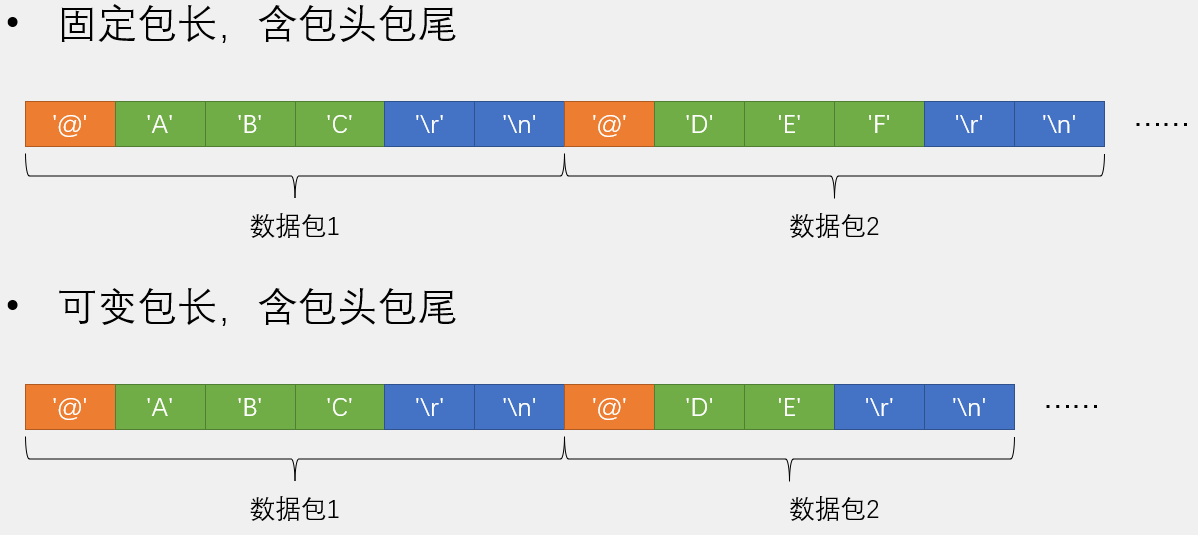 • 固定包长，含包头包尾
'@' 'A' 'B' 'C' '\r' '\n' '@' 'D' 'E' 'F' '\r' '\n' ……
数据包1 数据包2
• 可变包长，含包头包尾
'@' 'A' 'B' 'C' '\r' '\n' '@' 'D' 'E' '\r' '\n' ……
数据包1 数据包2